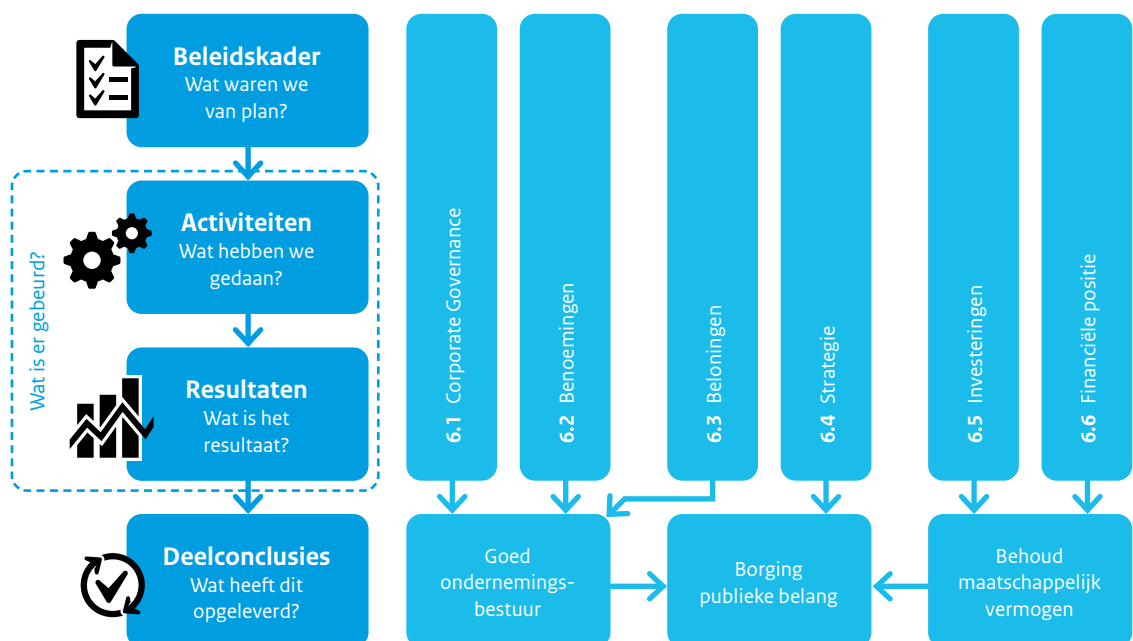 Beleidskader
Wat waren we
van plan?
Wat is er gebeurd?
Activiteiten
Wat hebben we
gedaan?
Resultaten
Wat is het
resultaat?
Deelconclusies
Wat heeft dit
opgeleverd?
6.1 Corporate Governance
6.2 Benoemingen
6.3 Beloningen
6.4 Strategie
6.5 Investeringen
6.6 Financiële positie
Goed
ondernemings-
bestuur
Borging
publieke belang
Behoud
maatschappelijk
vermogen